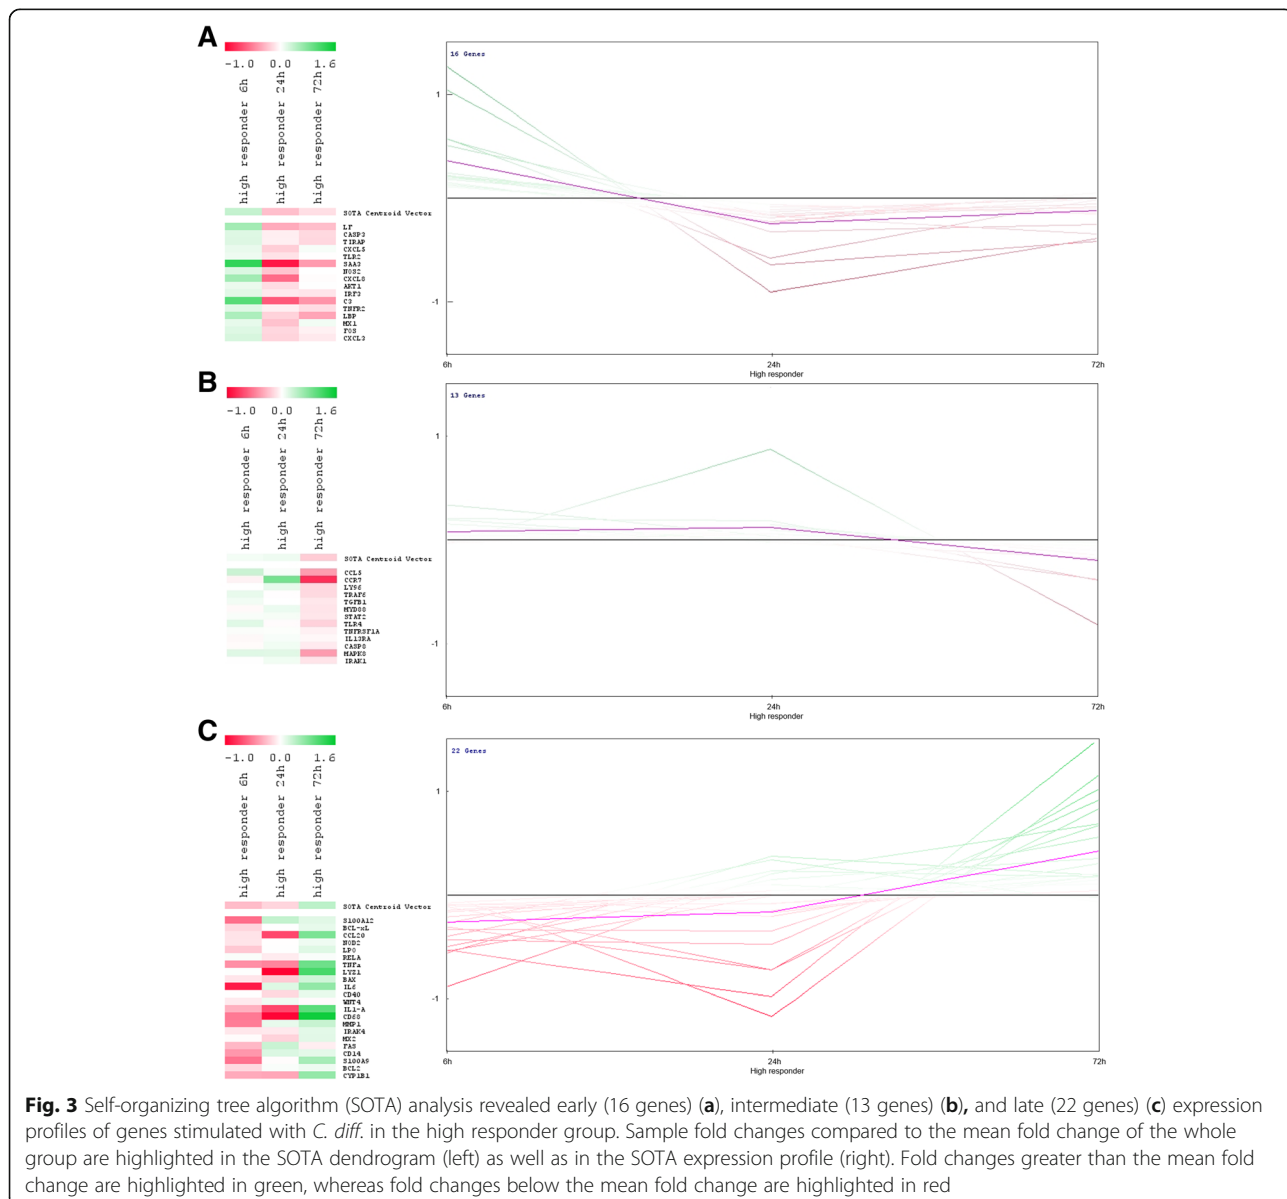 A
-1.0 0.0 1.6
high responder 6h
high responder 24h
high responder 72h
SOTA Centroid Vector
LF
CASP3
TIRAP
CXCL5
TLR2
SAA3
NOS2
CXCL8
AKT1
IRF3
C3
TNFR2
LBP
MX1
FOS
CXCL3
16 Genes
1
-1
6h 24h 72h
High responder
B
-1.0 0.0 1.6
high responder 6h
high responder 24h
high responder 72h
SOTA Centroid Vector
CCL5
CCR7
LY96
TRAF6
TGFB1
MYD88
STAT2
TLR4
TNFRSF1A
IL13RA
CASP8
MAPK8
IRAK1
13 Genes
1
-1
6h 24h 72h
High responder
C
-1.0 0.0 1.6
high responder 6h
high responder 24h
high responder 72h
SOTA Centroid Vector
S100A12
BCL-xL
CCL20
NOD2
LPO
RELA
TNFa
LYZ1
BAX
IL6
CD40
WNT4
IL1-A
CD68
MMP1
IRAK4
MX2
FAS
CD14
S100A9
BCL2
CYP1B1
22 Genes
1
-1
6h 24h 72h
High responder
Fig. 3 Self-organizing tree algorithm (SOTA) analysis revealed early (16 genes) (a), intermediate (13 genes) (b), and late (22 genes) (c) expression
profiles of genes stimulated with C. diff. in the high responder group. Sample fold changes compared to the mean fold change of the whole
group are highlighted in the SOTA dendrogram (left) as well as in the SOTA expression profile (right). Fold changes greater than the mean fold
change are highlighted in green, whereas fold changes below the mean fold change are highlighted in red